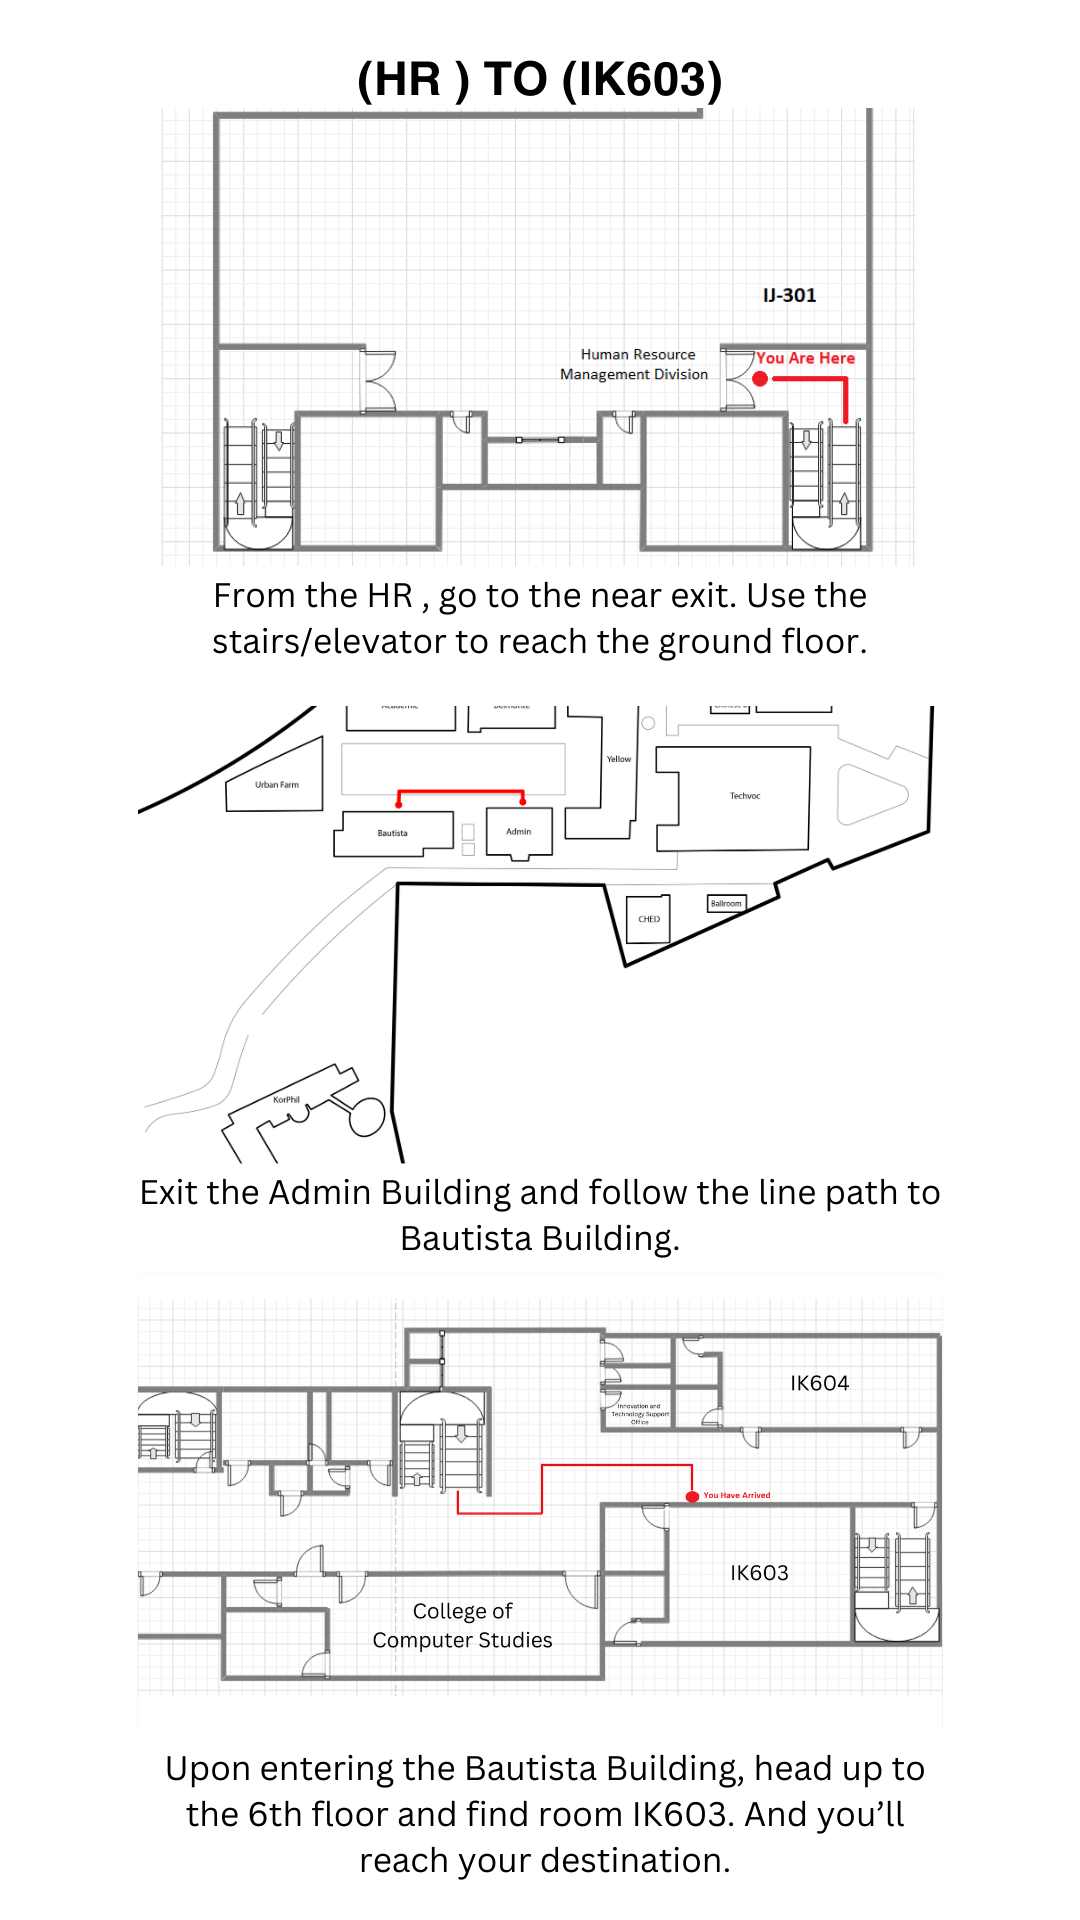 (HR ) TO (IK603)
IJ-301
Human Resource
Management Division
You Are Here
From the HR , go to the near exit. Use the
stairs/elevator to reach the ground floor.
Academic
Belmonte
Yellow
Urban Farm
Techvoc
Bautista
Admin
CHED
Ballroom
KorPhil
Exit the Admin Building and follow the line path to
Bautista Building.
IK604
Innovation and
Technology Support
Office
You Have Arrived
IK603
College of
Computer Studies
Upon entering the Bautista Building, head up to
the 6th floor and find room IK603. And you’ll
reach your destination.